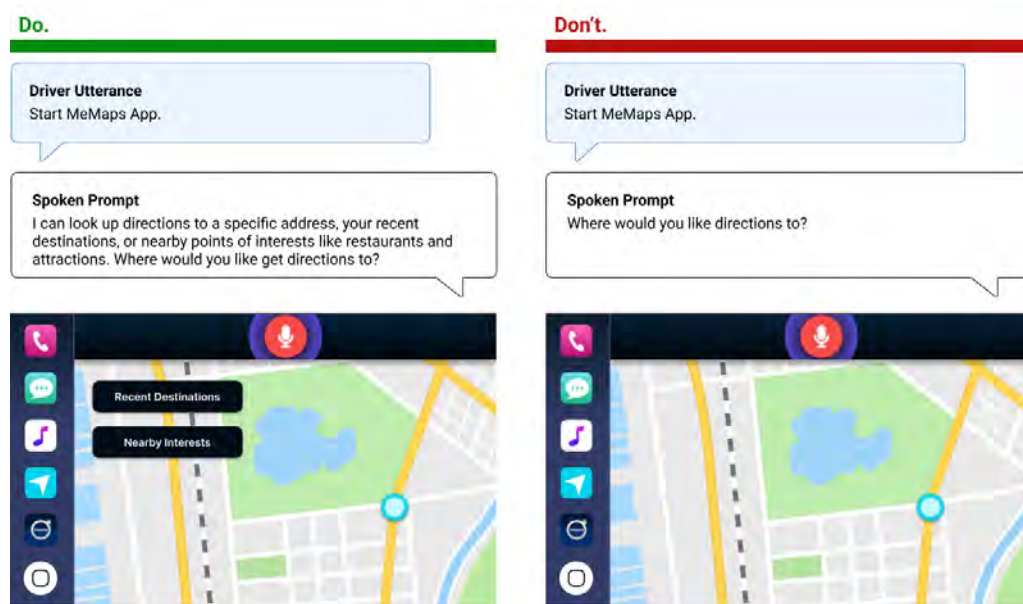 Do.
Driver Utterance
Start MeMaps App.
Spoken Prompt
I can look up directions to a specific address, your recent
destinations, or nearby points of interests like restaurants and
attractions. Where would you like get directions to?
Recent Destinations
Nearby Interests
Don't.
Driver Utterance
Start MeMaps App.
Spoken Prompt
Where would you like directions to?